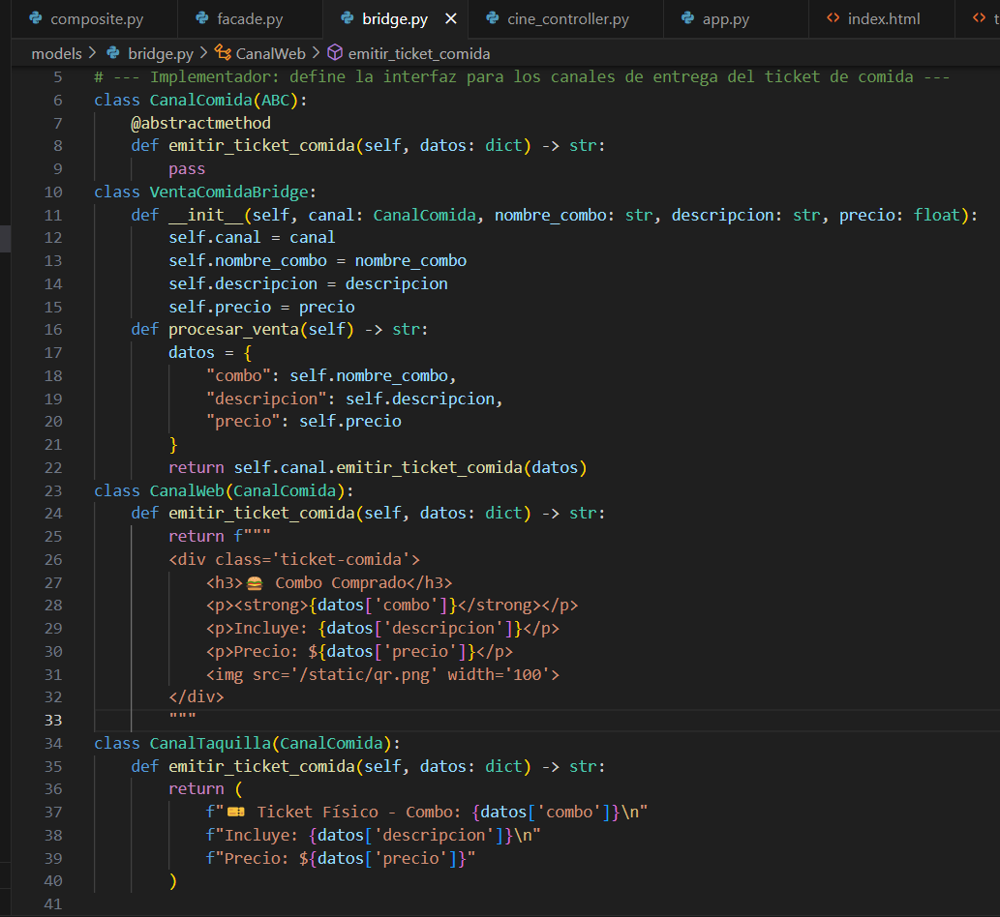 composite.py facade.py bridge.py × cine_controller.py app.py <> index.html <> t
models > bridge.py > CanalWeb > emitir_ticket_comida
5 # --- Implementador: define la interfaz para los canales de entrega del ticket de comida ---
6 class CanalComida(ABC):
7     @abstractmethod
8     def emitir_ticket_comida(self, datos: dict) -> str:
9         pass
10 class VentaComidaBridge:
11     def __init__(self, canal: CanalComida, nombre_combo: str, descripcion: str, precio: float):
12         self.canal = canal
13         self.nombre_combo = nombre_combo
14         self.descripcion = descripcion
15         self.precio = precio
16     def procesar_venta(self) -> str:
17         datos = {
18             "combo": self.nombre_combo,
19             "descripcion": self.descripcion,
20             "precio": self.precio
21         }
22         return self.canal.emitir_ticket_comida(datos)
23 class CanalWeb(CanalComida):
24     def emitir_ticket_comida(self, datos: dict) -> str:
25         return f"""
26         <div class='ticket-comida'>
27             <h3>🍔 Combo Comprado</h3>
28             <p><strong>{datos['combo']}</strong></p>
29             <p>Incluye: {datos['descripcion']}</p>
30             <p>Precio: ${datos['precio']}</p>
31             <img src='/static/qr.png' width='100'>
32         </div>
33         """
34 class CanalTaquilla(CanalComida):
35     def emitir_ticket_comida(self, datos: dict) -> str:
36         return (
37             f"🎫 Ticket Físico - Combo: {datos['combo']}\n"
38             f"Incluye: {datos['descripcion']}\n"
39             f"Precio: ${datos['precio']}"
40         )
41